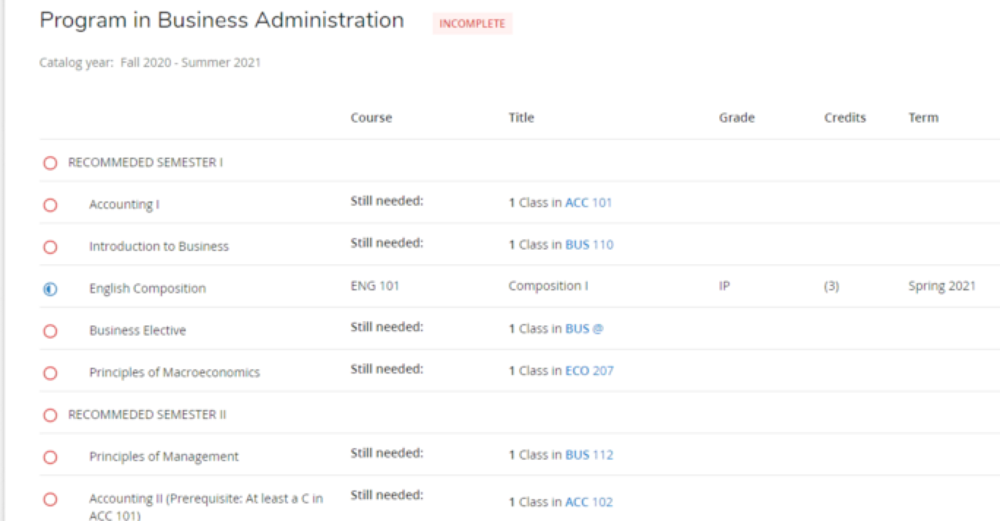 Program in Business Administration INCOMPLETE
Catalog year: Fall 2020 - Summer 2021
Course Title Grade Credits Term
RECOMMEDED SEMESTER I
Accounting I Still needed: 1 Class in ACC 101
Introduction to Business Still needed: 1 Class in BUS 110
English Composition ENG 101 Composition I IP (3) Spring 2021
Business Elective Still needed: 1 Class in BUS @
Principles of Macroeconomics Still needed: 1 Class in ECO 207
RECOMMEDED SEMESTER II
Principles of Management Still needed: 1 Class in BUS 112
Accounting II (Prerequisite: At least a C in Still needed: 1 Class in ACC 102
ACC 101)